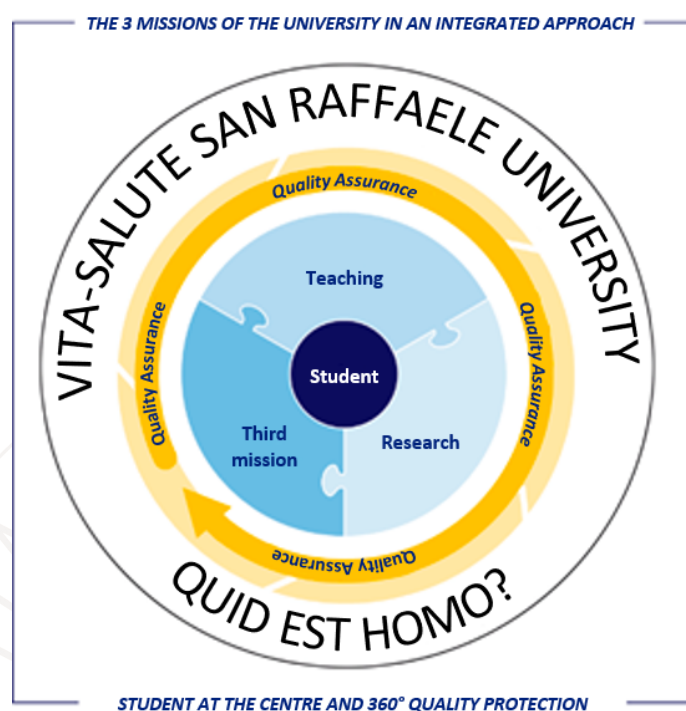 THE 3 MISSIONS OF THE UNIVERSITY IN AN INTEGRATED APPROACH
VITA-SALUTE SAN RAFFAELE UNIVERSITY
Quality Assurance
Teaching
Quality Assurance
Quality Assurance
Student
Third
mission
Research
Quality Assurance
QUID EST HOMO?
STUDENT AT THE CENTRE AND 360° QUALITY PROTECTION